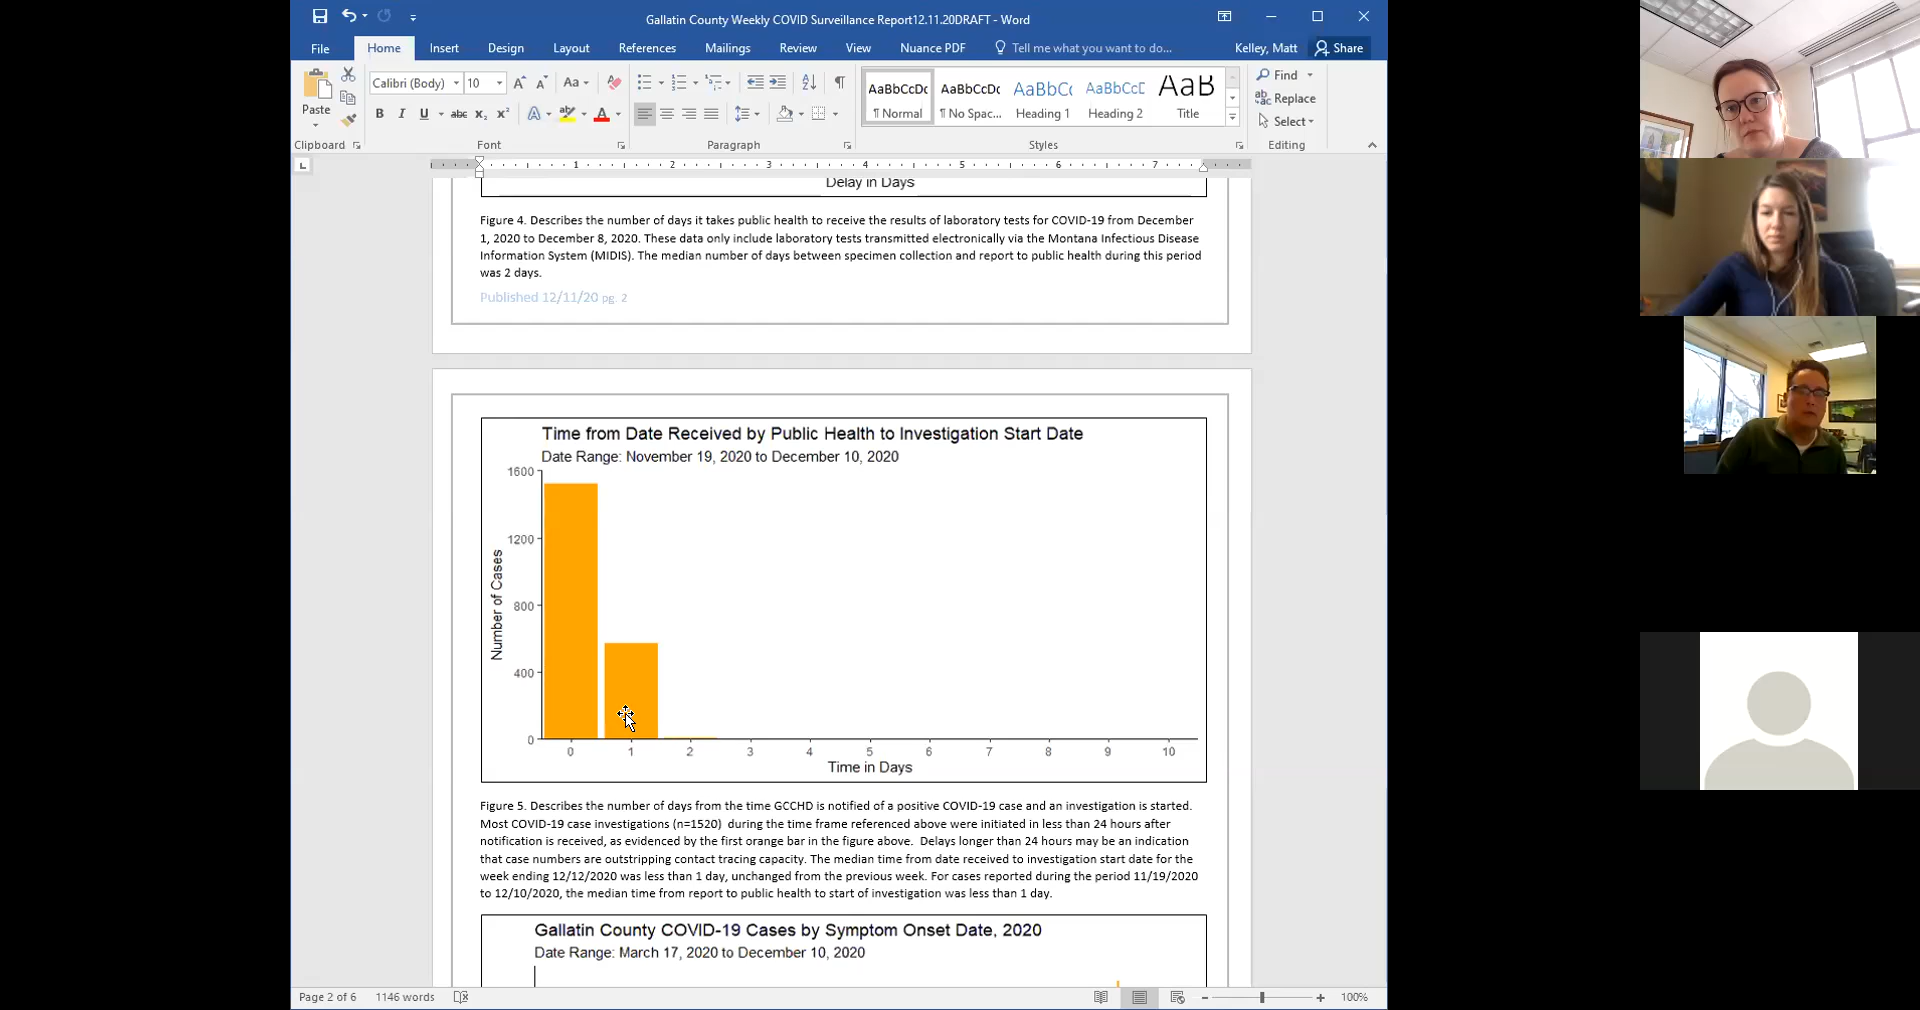 Gallatin County Weekly COVID Surveillance Report12.11.20DRAFT - Word
File Home Insert Design Layout References Mailings Review View Nuance PDF Tell me what you want to do... Kelley, Matt Share
Paste
Calibri (Body) 10 Aa
B I U abc x₂ x² A ab A
AaBbCcDc AaBbCcDc AaBbCc AaBbCcD AaB
¶ Normal ¶ No Spac... Heading 1 Heading 2 Title
Find
Replace
Select
Clipboard Font Paragraph Styles Editing
1 2 3 4 5 6 7
Delay in Days
Figure 4. Describes the number of days it takes public health to receive the results of laboratory tests for COVID-19 from December
1, 2020 to December 8, 2020. These data only include laboratory tests transmitted electronically via the Montana Infectious Disease
Information System (MIDIS). The median number of days between specimen collection and report to public health during this period
was 2 days.
Published 12/11/20 pg. 2
Time from Date Received by Public Health to Investigation Start Date
Date Range: November 19, 2020 to December 10, 2020
1600
1200
800
400
0
Number of Cases
0 1 2 3 4 5 6 7 8 9 10
Time in Days
Figure 5. Describes the number of days from the time GCCHD is notified of a positive COVID-19 case and an investigation is started.
Most COVID-19 case investigations (n=1520) during the time frame referenced above were initiated in less than 24 hours after
notification is received, as evidenced by the first orange bar in the figure above. Delays longer than 24 hours may be an indication
that case numbers are outstripping contact tracing capacity. The median time from date received to investigation start date for the
week ending 12/12/2020 was less than 1 day, unchanged from the previous week. For cases reported during the period 11/19/2020
to 12/10/2020, the median time from report to public health to start of investigation was less than 1 day.
Gallatin County COVID-19 Cases by Symptom Onset Date, 2020
Date Range: March 17, 2020 to December 10, 2020
Page 2 of 6 1146 words 100%